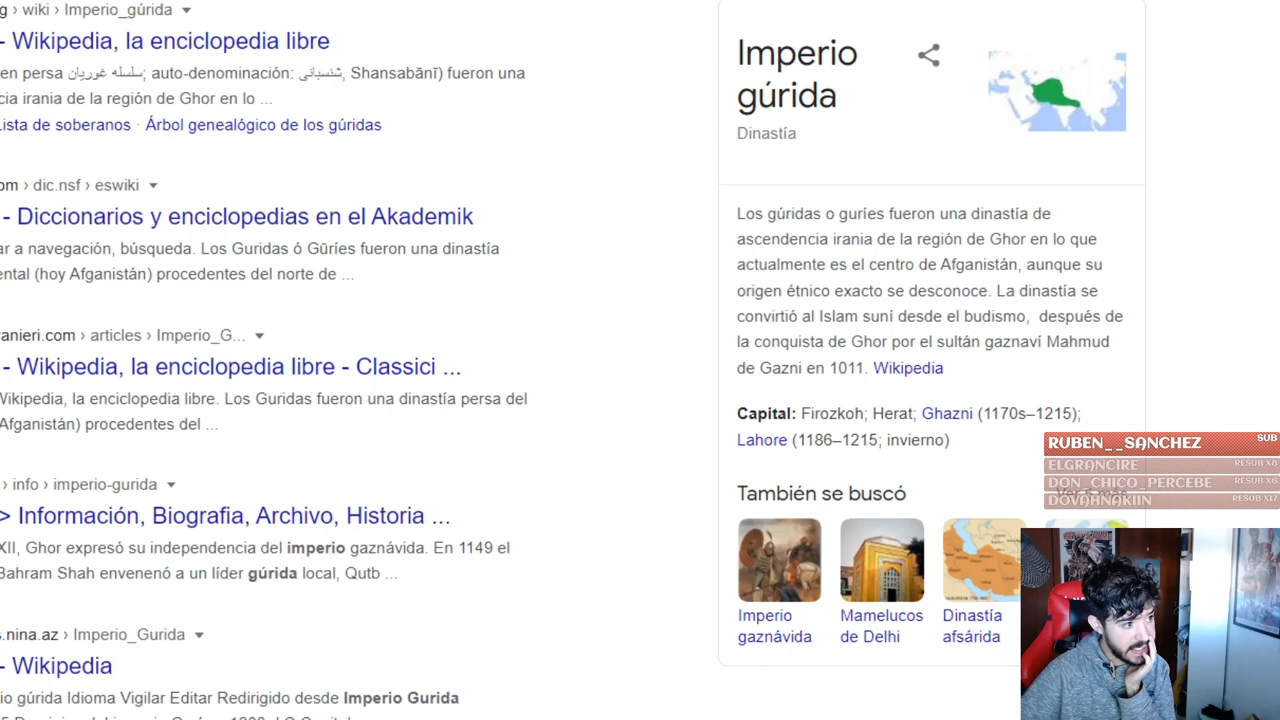 g › wiki › Imperio_gúrida
- Wikipedia, la enciclopedia libre
en persa سلسله غوریان; auto-denominación: شنسبانی, Shansabānī) fueron una
cia irania de la región de Ghor en lo ...
Lista de soberanos · Árbol genealógico de los gúridas
om › dic.nsf › eswiki
- Diccionarios y enciclopedias en el Akademik
ar a navegación, búsqueda. Los Guridas ó Gūríes fueron una dinastía
ental (hoy Afganistán) procedentes del norte de ...
ranieri.com › articles › Imperio_G...
- Wikipedia, la enciclopedia libre - Classici ...
Wikipedia, la enciclopedia libre. Los Guridas fueron una dinastía persa del
Afganistán) procedentes del ...
› info › imperio-gurida
> Información, Biografia, Archivo, Historia ...
XII, Ghor expresó su independencia del imperio gaznávida. En 1149 el
Bahram Shah envenenó a un líder gúrida local, Qutb ...
s.nina.az › Imperio_Gurida
- Wikipedia
io gúrida Idioma Vigilar Editar Redirigido desde Imperio Gurida
Imperio
gúrida
Dinastía
Los gúridas o guríes fueron una dinastía de
ascendencia irania de la región de Ghor en lo que
actualmente es el centro de Afganistán, aunque su
origen étnico exacto se desconoce. La dinastía se
convirtió al Islam suní desde el budismo, después de
la conquista de Ghor por el sultán gaznaví Mahmud
de Gazni en 1011. Wikipedia
Capital: Firozkoh; Herat; Ghazni (1170s–1215);
Lahore (1186–1215; invierno)
También se buscó
Imperio
gaznávida
Mamelucos
de Delhi
Dinastía
afsárida
RUBEN__SANCHEZ SUB
ELGRANCIRE RESUB X8
DON_CHICO_PERCEBE RESUB X6
DOVAHNAKIIN RESUB X17